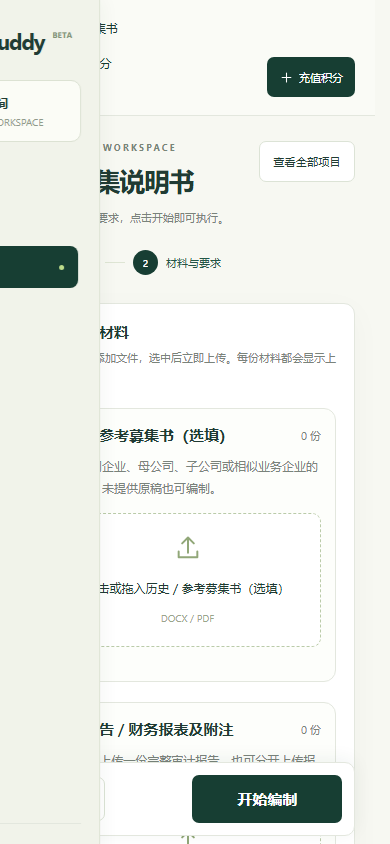 uddy BETA
集书
分
充值积分
间
ORKSPACE
WORKSPACE
查看全部项目
集说明书
要求，点击开始即可执行。
2 材料与要求
材料
添加文件，选中后立即上传。每份材料都会显示上
参考募集书（选填） 0 份
企业、母公司、子公司或相似业务企业的
未提供原稿也可编制。
击或拖入历史 / 参考募集书（选填）
DOCX / PDF
告 / 财务报表及附注 0 份
上传一份完整审计报告，也可分开上传报
开始编制